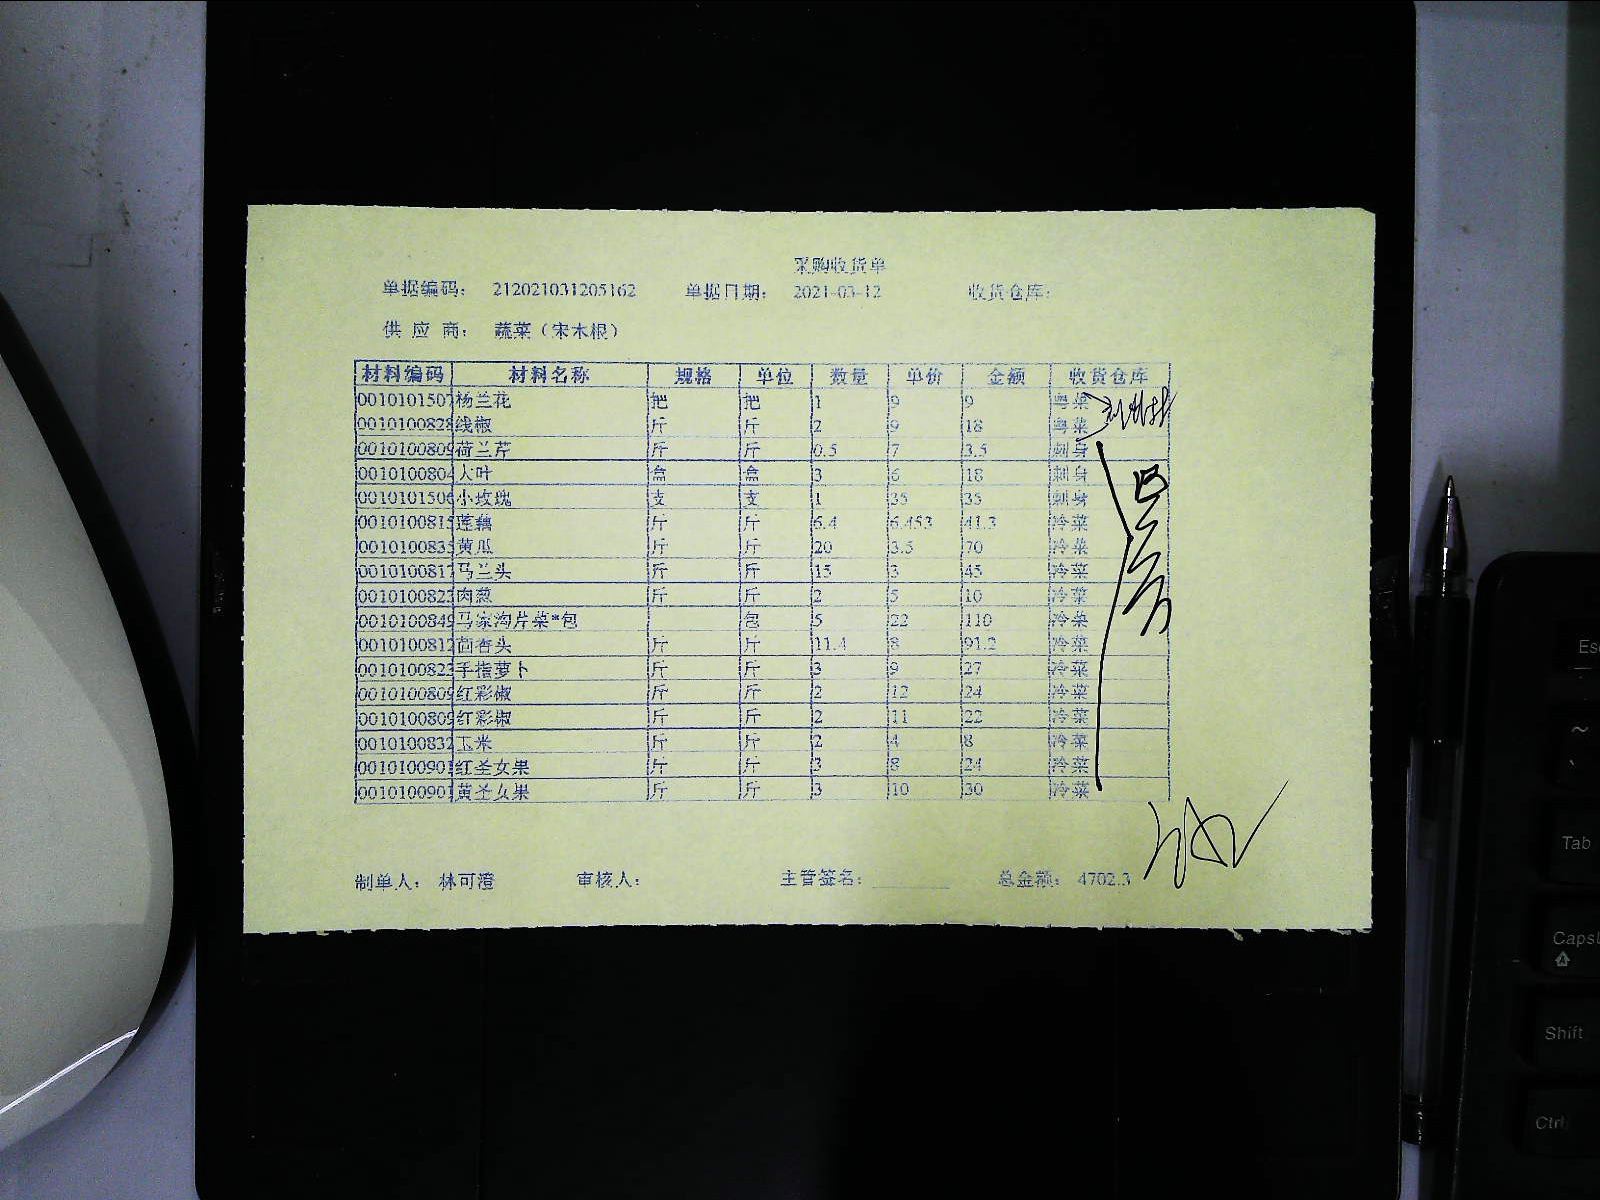 采购收货单
单据编码： 212021031205162 单据日期： 2021-03-12 收货仓库：
供 应 商： 蔬菜（宋木根）
材料编码 材料名称 规格 单位 数量 单价 金额 收货仓库
0010101507 杨兰花 把 把 1 9 9 粤菜
0010100828 线椒 斤 斤 2 9 18 粤菜
0010100809 荷兰芹 斤 斤 0.5 7 3.5 刺身
0010100804 大叶 盒 盒 3 6 18 刺身
0010101506 小玫瑰 支 支 1 35 35 刺身
0010100815 莲藕 斤 斤 6.4 6.453 41.3 冷菜
0010100835 黄瓜 斤 斤 20 3.5 70 冷菜
0010100817 马兰头 斤 斤 15 3 45 冷菜
0010100823 肉葱 斤 斤 2 5 10 冷菜
0010100849 马家沟芹菜*包 包 5 22 110 冷菜
0010100812 茴香头 斤 斤 11.4 8 91.2 冷菜
0010100823 手指萝卜 斤 斤 3 9 27 冷菜
0010100809 红彩椒 斤 斤 2 12 24 冷菜
0010100809 红彩椒 斤 斤 2 11 22 冷菜
0010100832 玉米 斤 斤 2 4 8 冷菜
0010100901 红圣女果 斤 斤 3 8 24 冷菜
0010100901 黄圣女果 斤 斤 3 10 30 冷菜
制单人： 林可澄 审核人： 主管签名： 总金额： 4702.3
Esc
~
Tab
Caps
Shift
Ctrl